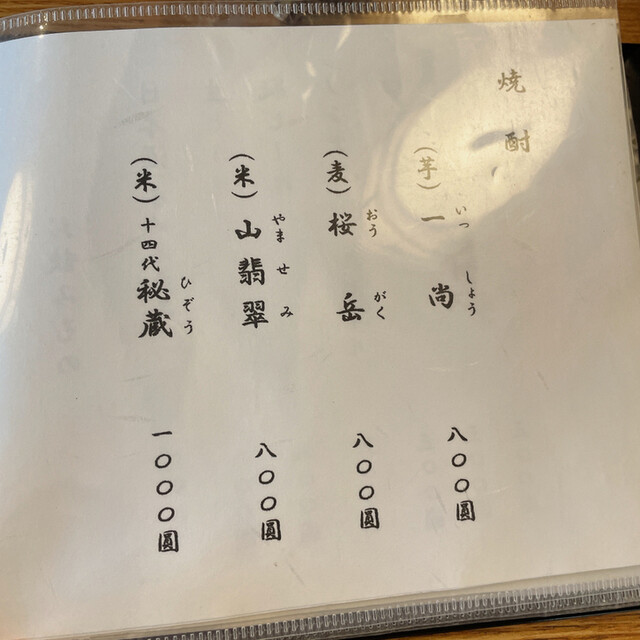 焼酎
(芋)一尚 いっしょう 八〇〇圓
(麦)桜岳 おうがく 八〇〇圓
(米)山翡翠 やませみ 八〇〇圓
(米)十四代秘蔵 ひぞう 一〇〇〇圓